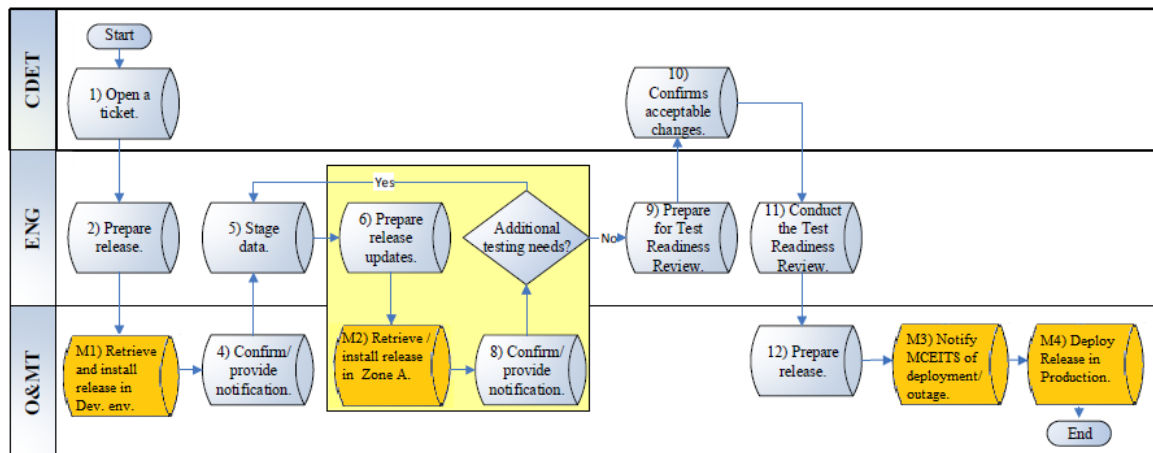 CDET
Start
1) Open a
ticket.
10)
Confirms
acceptable
changes.
ENG
2) Prepare
release.
5) Stage
data.
Yes
6) Prepare
release
updates.
Additional
testing needs?
No
9) Prepare
for Test
Readiness
Review.
11) Conduct
the Test
Readiness
Review.
O&MT
M1) Retrieve
and install
release in
Dev. env.
4) Confirm/
provide
notification.
M2) Retrieve /
install release
in Zone A.
8) Confirm/
provide
notification.
12) Prepare
release.
M3) Notify
MCEITS of
deployment/
outage.
M4) Deploy
Release in
Production.
End